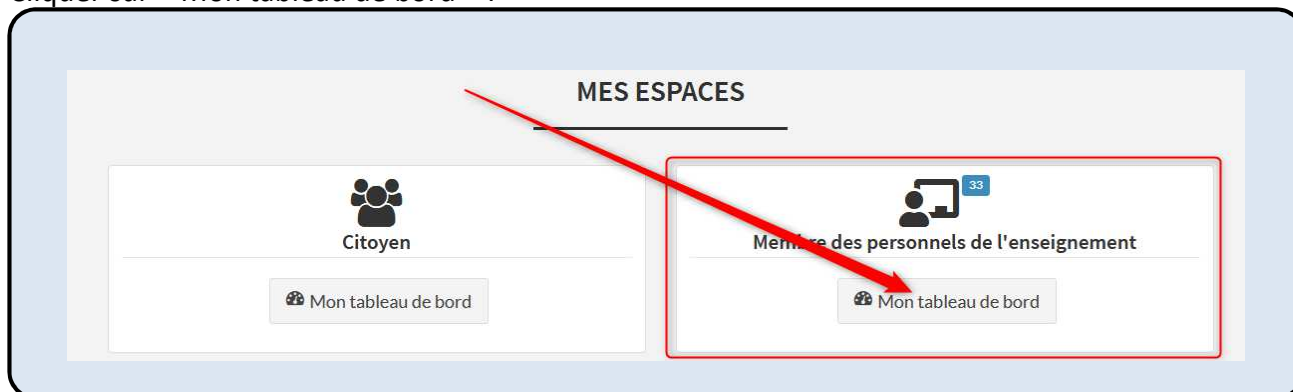 MES ESPACES
33
Citoyen
Membre des personnels de l'enseignement
Mon tableau de bord
Mon tableau de bord